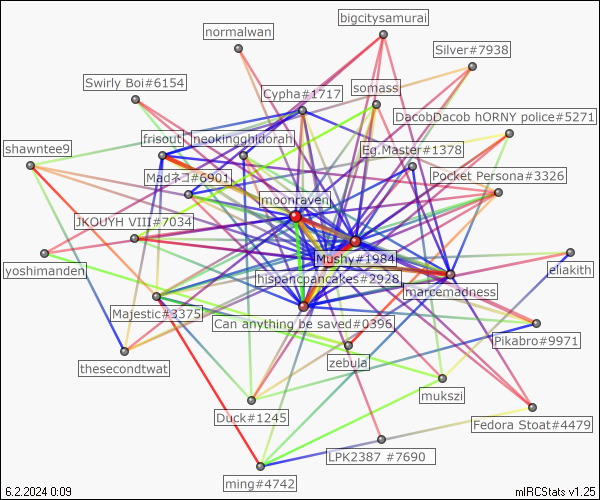 bigcitysamurai
normalwan
Silver#7938
Swirly Boi#6154
somass
Cypha#1717
DacobDacob hORNY police#5271
frisout
neokingghidorah
Eg.Master#1378
shawntee9
Madネコ#6901
Pocket Persona#3326
moonraven
JKOUYH VIII#7034
Mushy#1984
eliakith
yoshimanden
hispancpancakes#2928
marcemadness
Majestic#3375
Can anything be saved#0396
Pikabro#9971
thesecondtwat
zebula
mukszi
Duck#1245
Fedora Stoat#4479
LPK2387 #7690
ming#4742
6.2.2024 0:09
mIRCStats v1.25